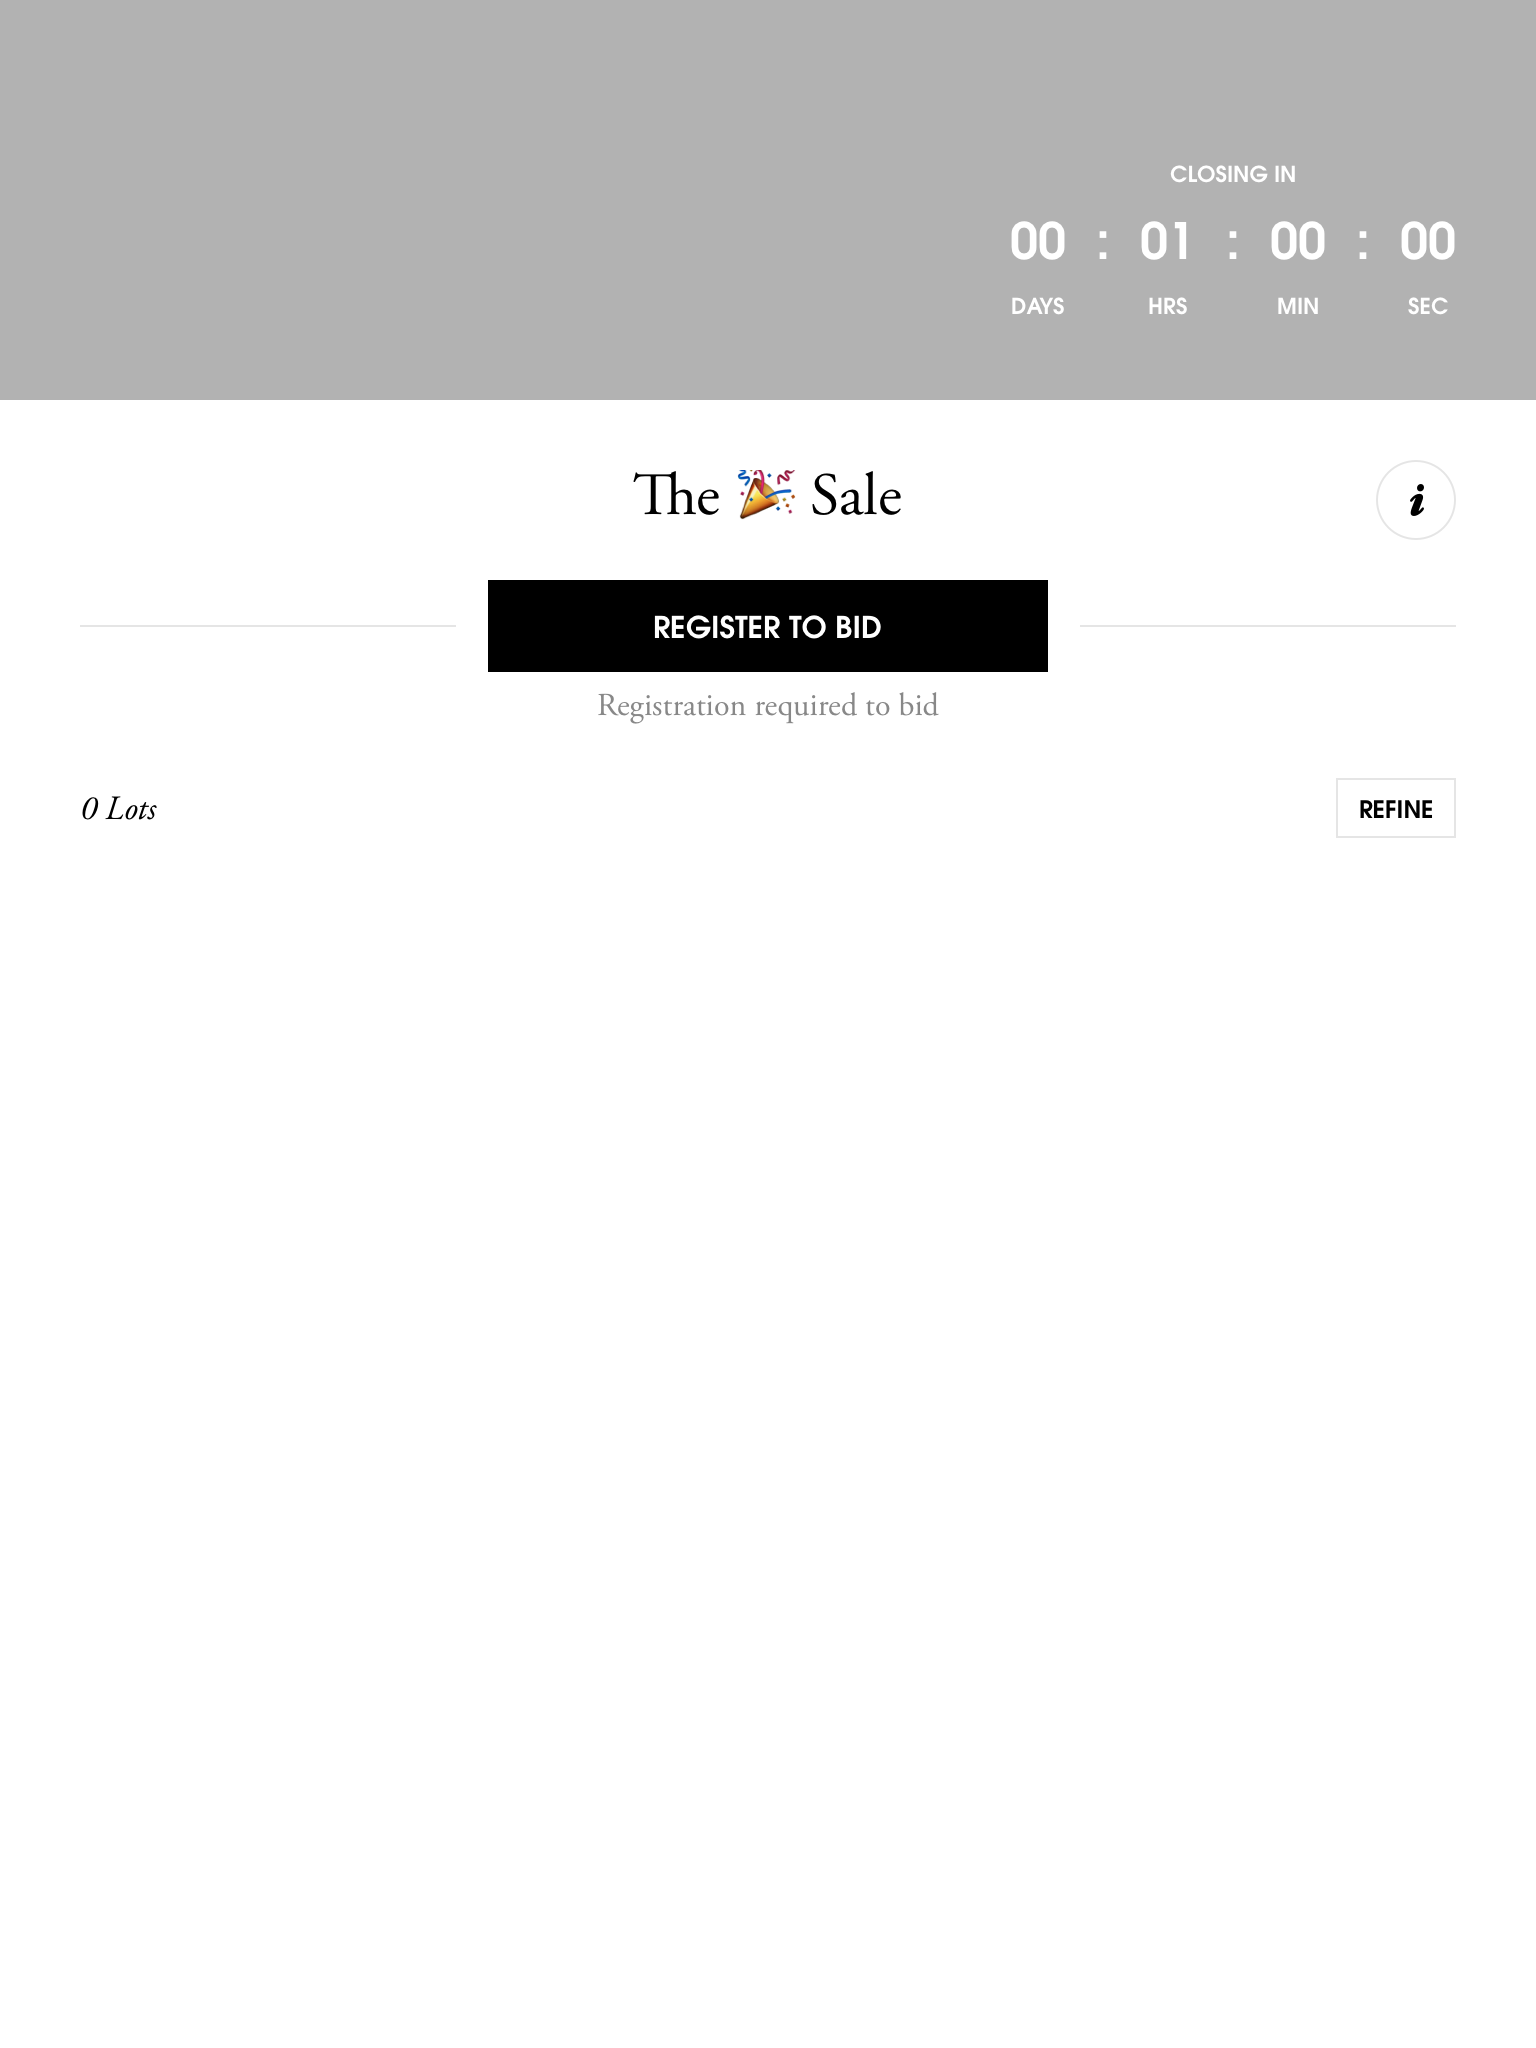 CLOSING IN
00 : 01 : 00 : 00
DAYS HRS MIN SEC
The 🎉 Sale
i
REGISTER TO BID
Registration required to bid
0 Lots
REFINE